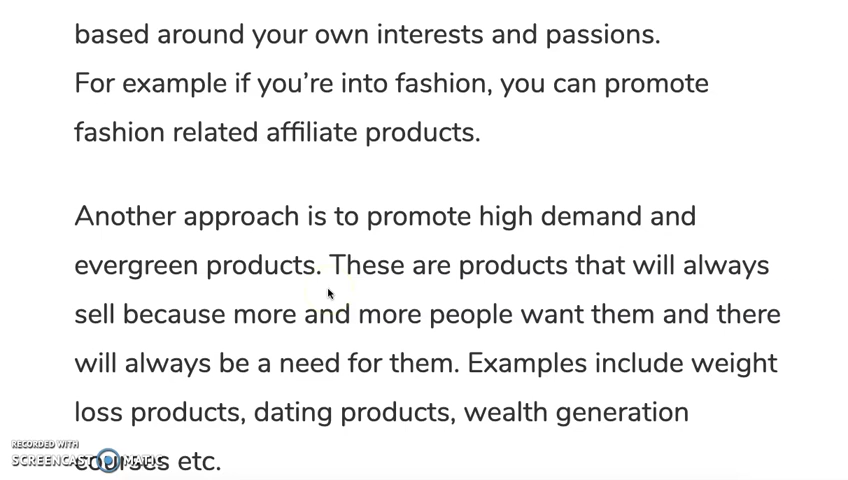 based around your own interests and passions.
For example if you’re into fashion, you can promote
fashion related affiliate products.
Another approach is to promote high demand and
evergreen products. These are products that will always
sell because more and more people want them and there
will always be a need for them. Examples include weight
loss products, dating products, wealth generation
courses etc.
RECORDED WITH
SCREENCAST-O-MATIC